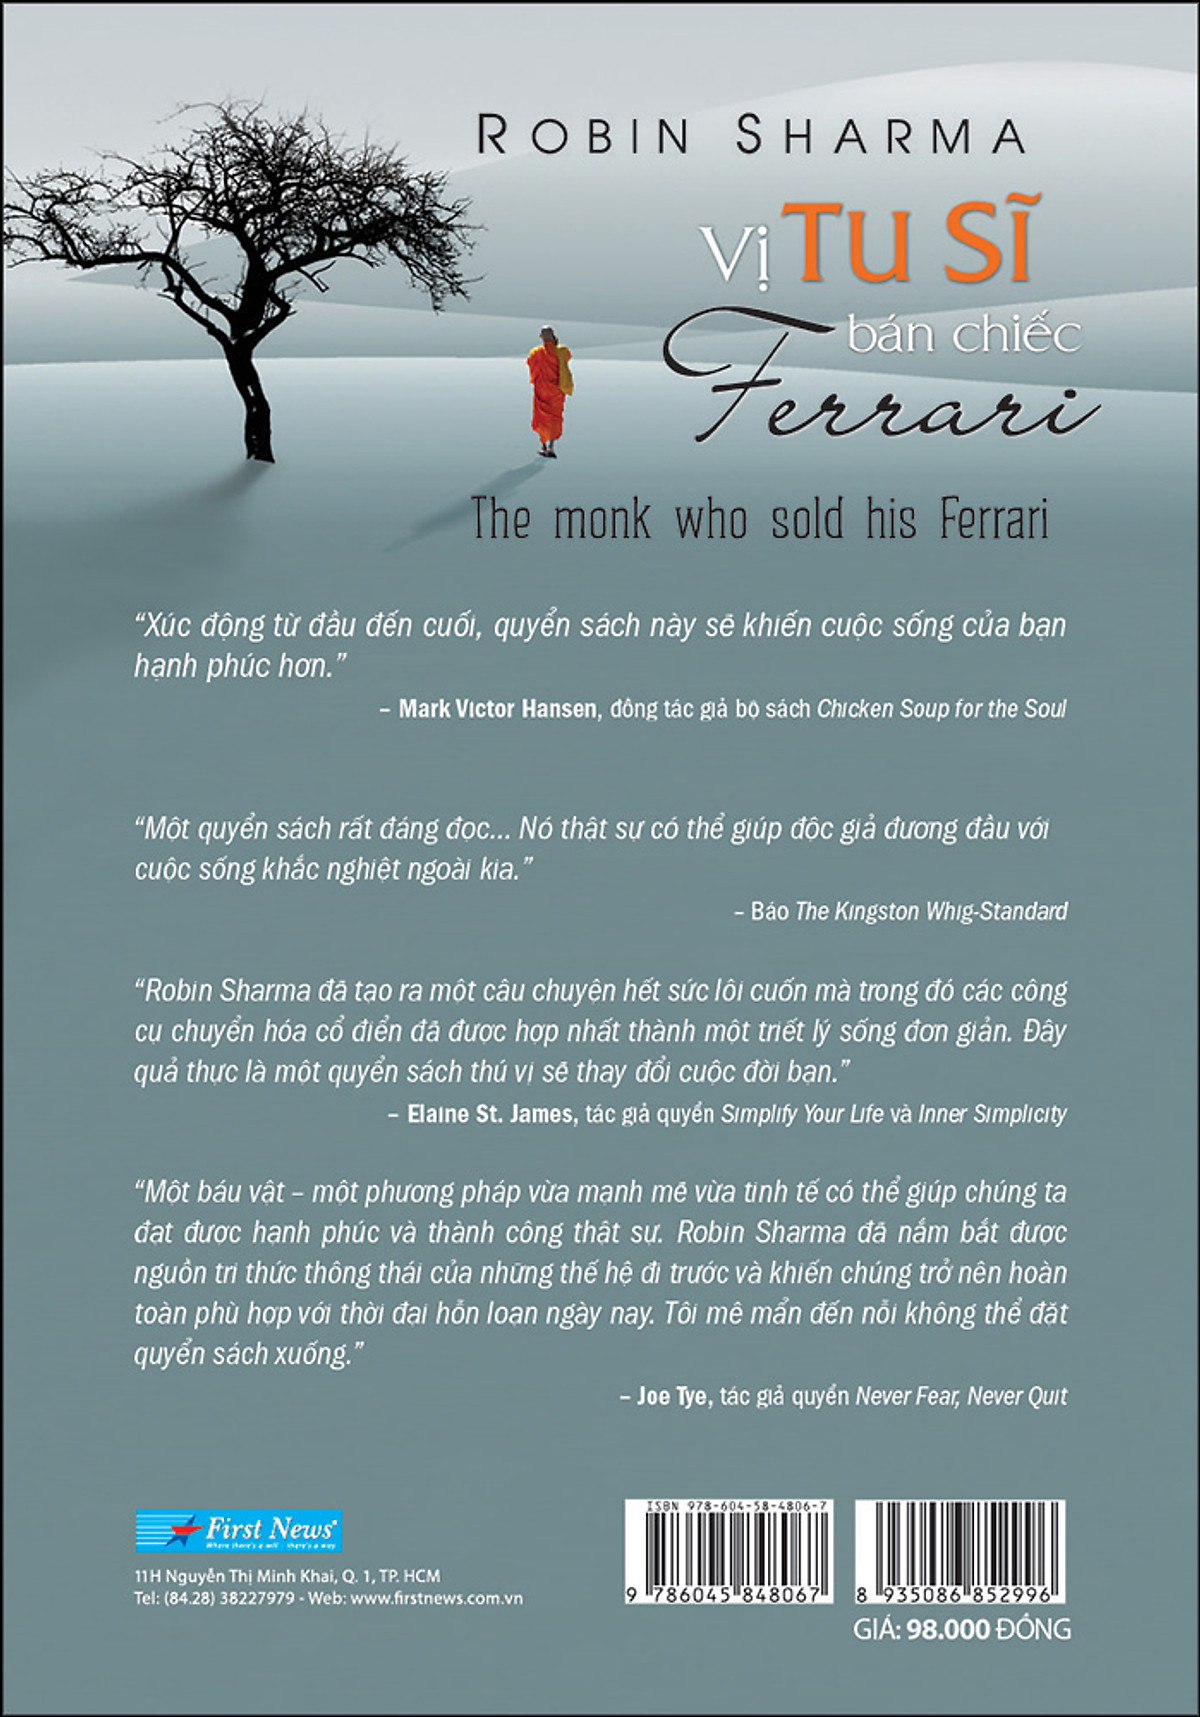 ROBIN SHARMA
Vị TU SĨ
bán chiếc
Ferrari
The monk who sold his Ferrari
“Xúc động từ đầu đến cuối, quyển sách này sẽ khiến cuộc sống của bạn
hạnh phúc hơn.”
– Mark Victor Hansen, đồng tác giả bộ sách Chicken Soup for the Soul
“Một quyển sách rất đáng đọc... Nó thật sự có thể giúp độc giả đương đầu với
cuộc sống khắc nghiệt ngoài kia.”
– Báo The Kingston Whig-Standard
“Robin Sharma đã tạo ra một câu chuyện hết sức lôi cuốn mà trong đó các công
cụ chuyển hóa cổ điển đã được hợp nhất thành một triết lý sống đơn giản. Đây
quả thực là một quyển sách thú vị sẽ thay đổi cuộc đời bạn.”
– Elaine St. James, tác giả quyển Simplify Your Life và Inner Simplicity
“Một báu vật – một phương pháp vừa mạnh mẽ vừa tinh tế có thể giúp chúng ta
đạt được hạnh phúc và thành công thật sự. Robin Sharma đã nắm bắt được
nguồn tri thức thông thái của những thế hệ đi trước và khiến chúng trở nên hoàn
toàn phù hợp với thời đại hỗn loạn ngày nay. Tôi mê mẩn đến nỗi không thể đặt
quyển sách xuống.”
– Joe Tye, tác giả quyển Never Fear, Never Quit
First News
Where there's a will - there's a way
11H Nguyễn Thị Minh Khai, Q. 1, TP. HCM
Tel: (84.28) 38227979 - Web: www.firstnews.com.vn
ISBN 978-604-58-4806-7
9 786045 848067
8 935086 852996
GIÁ: 98.000 ĐỒNG